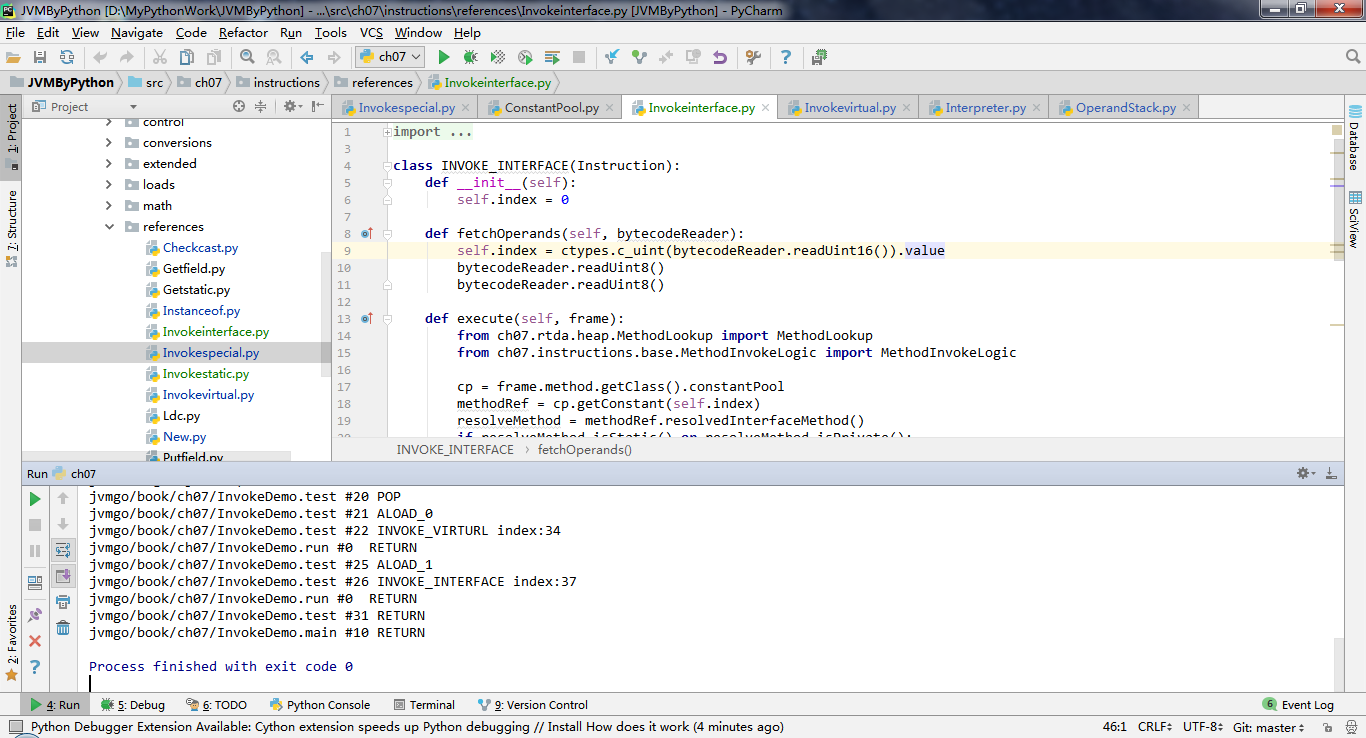 JVMByPython [D:\MyPythonWork\JVMByPython] - ...\src\ch07\instructions\references\Invokeinterface.py [JVMByPython] - PyCharm
File Edit View Navigate Code Refactor Run Tools VCS Window Help
ch07
JVMByPython src ch07 instructions references Invokeinterface.py
Project
Invokespecial.py ConstantPool.py Invokeinterface.py Invokevirtual.py Interpreter.py OperandStack.py
1: Project
7: Structure
2: Favorites
Database
SciView
control
conversions
extended
loads
math
references
Checkcast.py
Getfield.py
Getstatic.py
Instanceof.py
Invokeinterface.py
Invokespecial.py
Invokestatic.py
Invokevirtual.py
Ldc.py
New.py
Putfield.py
1 import ...
3
4 class INVOKE_INTERFACE(Instruction):
5 def __init__(self):
6 self.index = 0
7
8 def fetchOperands(self, bytecodeReader):
9 self.index = ctypes.c_uint(bytecodeReader.readUint16()).value
10 bytecodeReader.readUint8()
11 bytecodeReader.readUint8()
12
13 def execute(self, frame):
14 from ch07.rtda.heap.MethodLookup import MethodLookup
15 from ch07.instructions.base.MethodInvokeLogic import MethodInvokeLogic
16
17 cp = frame.method.getClass().constantPool
18 methodRef = cp.getConstant(self.index)
19 resolveMethod = methodRef.resolvedInterfaceMethod()
20 if resolveMethod.isStatic() or resolveMethod.isPrivate():
INVOKE_INTERFACE › fetchOperands()
Run ch07
jvmgo/book/ch07/InvokeDemo.test #20 POP
jvmgo/book/ch07/InvokeDemo.test #21 ALOAD_0
jvmgo/book/ch07/InvokeDemo.test #22 INVOKE_VIRTURL index:34
jvmgo/book/ch07/InvokeDemo.run #0  RETURN
jvmgo/book/ch07/InvokeDemo.test #25 ALOAD_1
jvmgo/book/ch07/InvokeDemo.test #26 INVOKE_INTERFACE index:37
jvmgo/book/ch07/InvokeDemo.run #0  RETURN
jvmgo/book/ch07/InvokeDemo.test #31 RETURN
jvmgo/book/ch07/InvokeDemo.main #10 RETURN
Process finished with exit code 0
4: Run 5: Debug 6: TODO Python Console Terminal 9: Version Control 6 Event Log
Python Debugger Extension Available: Cython extension speeds up Python debugging // Install How does it work (4 minutes ago) 46:1 CRLF UTF-8 Git: master